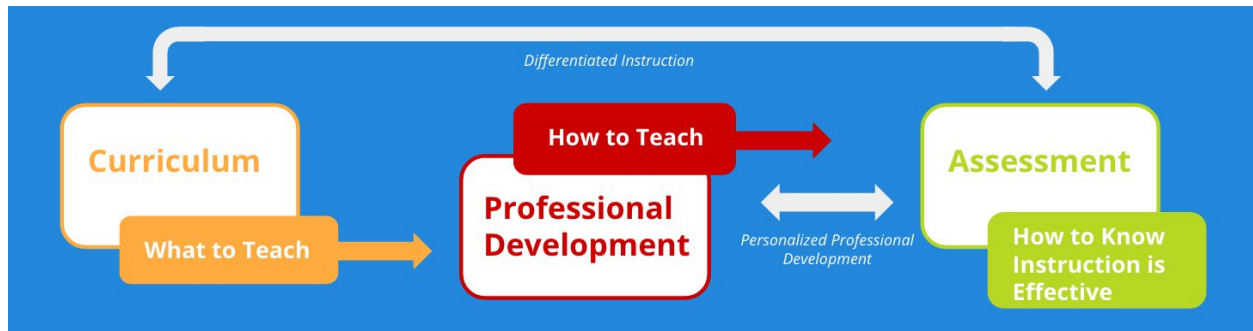 Differentiated Instruction
Curriculum
What to Teach
How to Teach
Professional
Development
Personalized Professional
Development
Assessment
How to Know
Instruction is
Effective